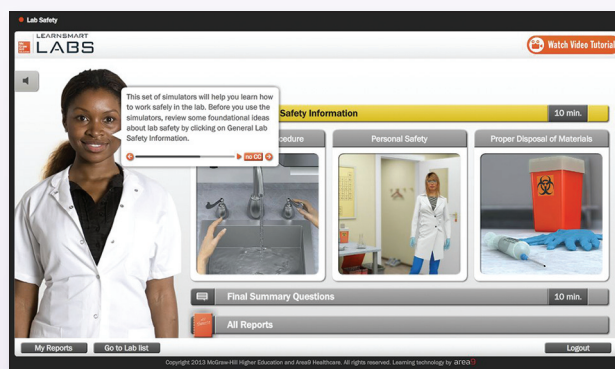 Lab Safety
LEARNSMART
LABS
Watch Video Tutorial
This set of simulators will help you learn how
to work safely in the lab. Before you use the
simulators, review some foundational ideas
about lab safety by clicking on General Lab
Safety Information.
no CC
Safety Information
10 min.
cedure
Personal Safety
Proper Disposal of Materials
Final Summary Questions
10 min.
All Reports
My Reports
Go to Lab list
Logout
Copyright 2013 McGraw-Hill Higher Education and Area9 Healthcare. All rights reserved. Learning technology by area9